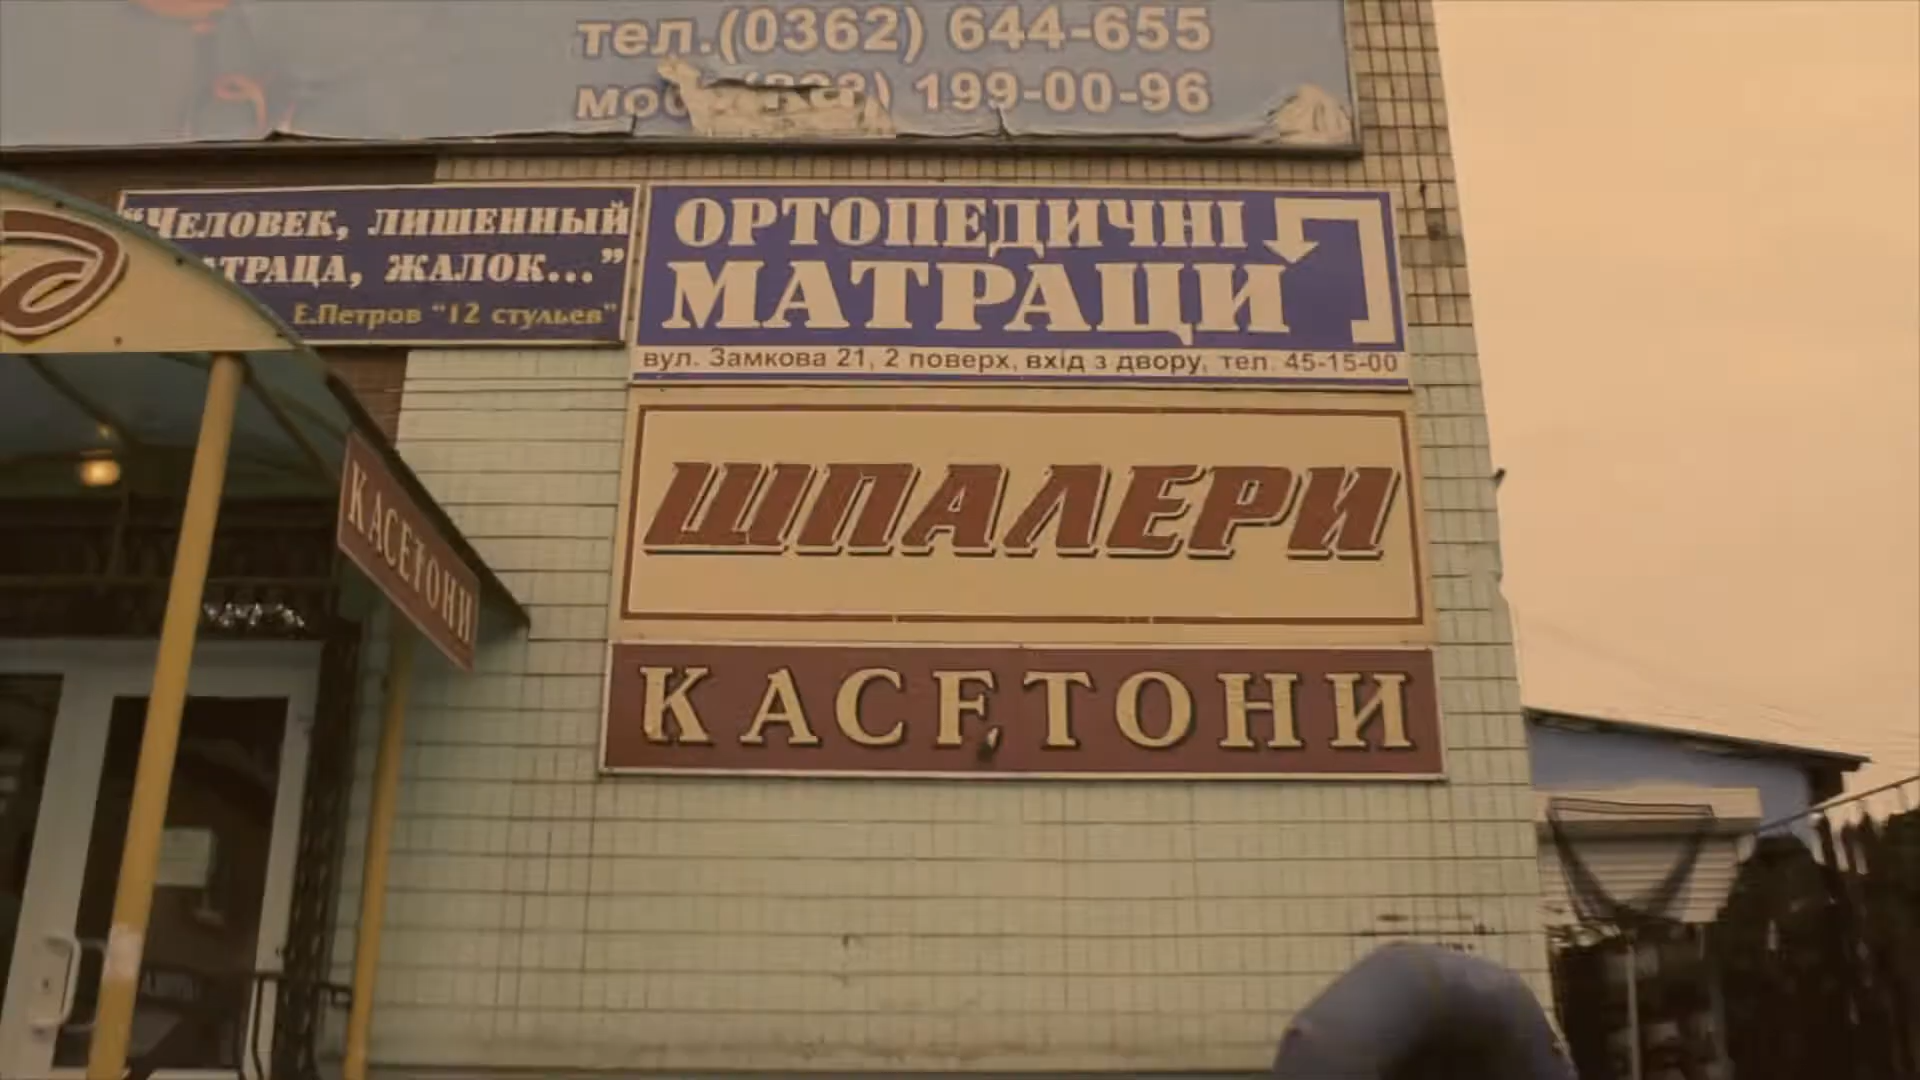 тел.(0362) 644-655
199-00-96
“Человек, лишенный
жалок...”
Е.Петров "12 стульев"
ОРТОПЕДИЧНІ
МАТРАЦИ
вул. Замкова 21, 2 поверх, вхід з двору, тел. 45-15-00
ШПАЛЕРИ
КАСЕТОНИ
КАСЕТОНИ